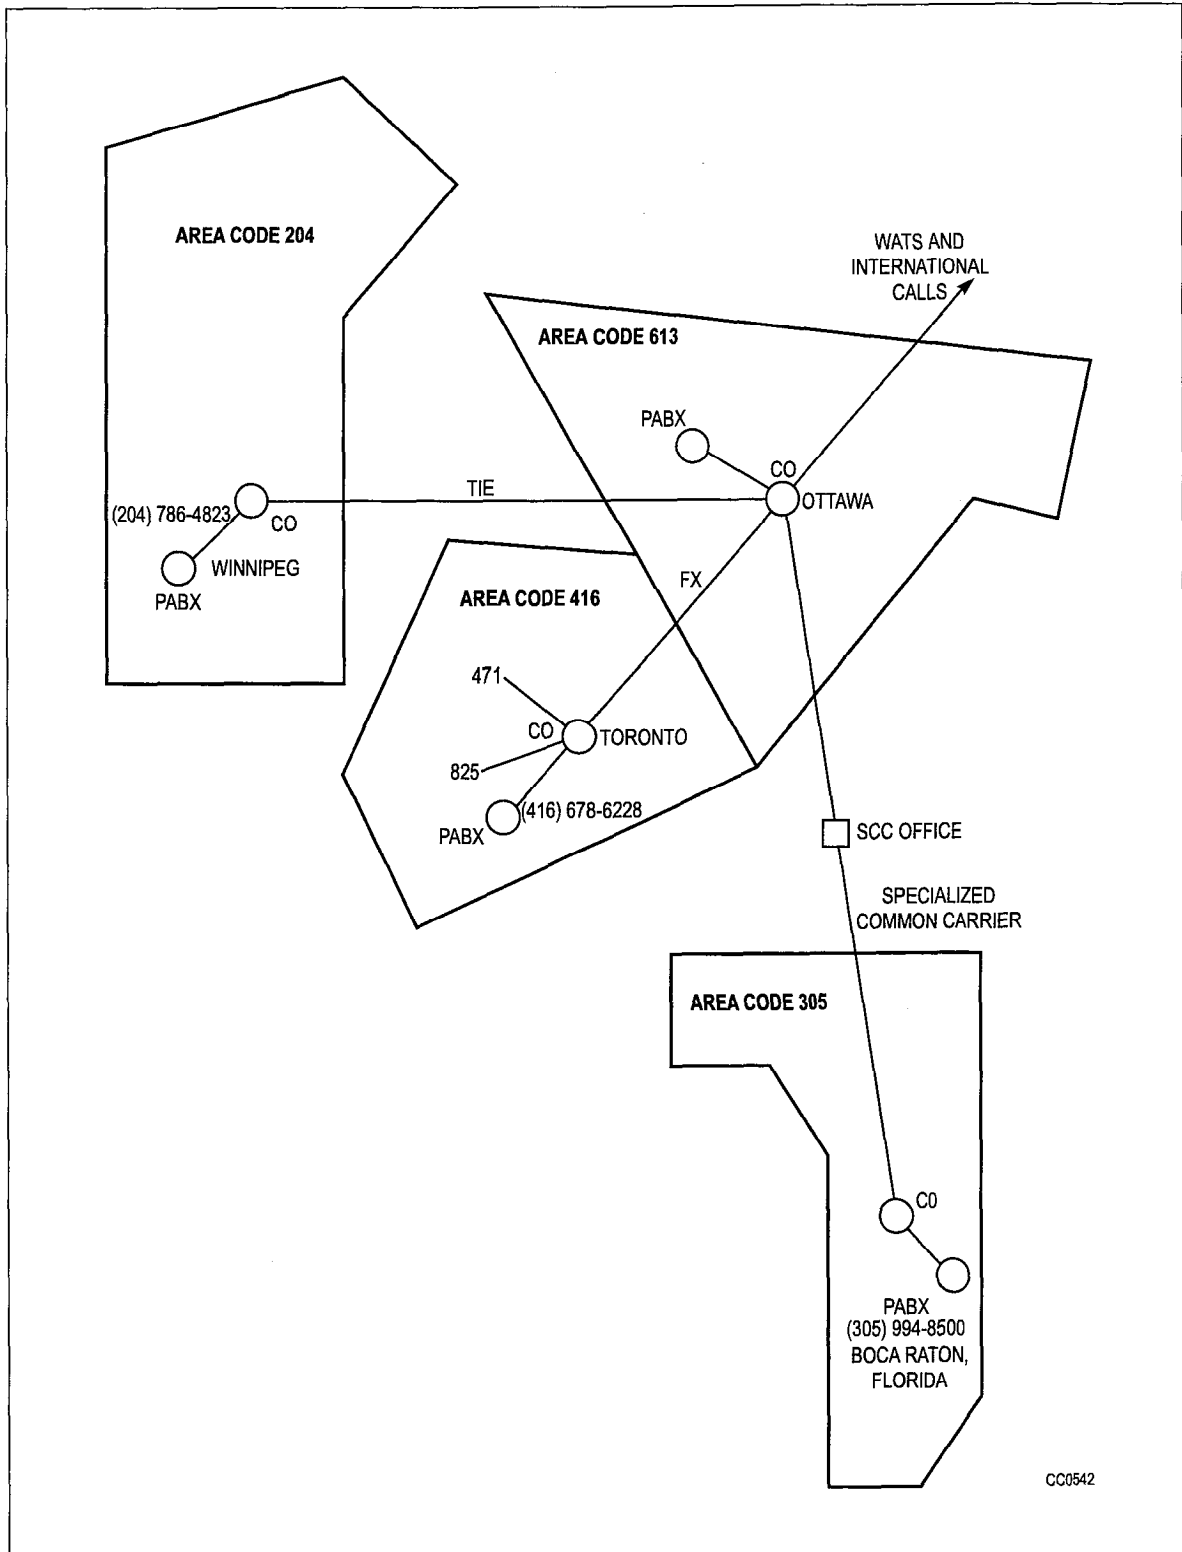 AREA CODE 204
WATS AND
INTERNATIONAL
CALLS
AREA CODE 613
PABX
CO
OTTAWA
TIE
(204) 786-4823
CO
WINNIPEG
PABX
FX
AREA CODE 416
471
CO
TORONTO
825
(416) 678-6228
PABX
SCC OFFICE
SPECIALIZED
COMMON CARRIER
AREA CODE 305
C0
PABX
(305) 994-8500
BOCA RATON,
FLORIDA
CC0542